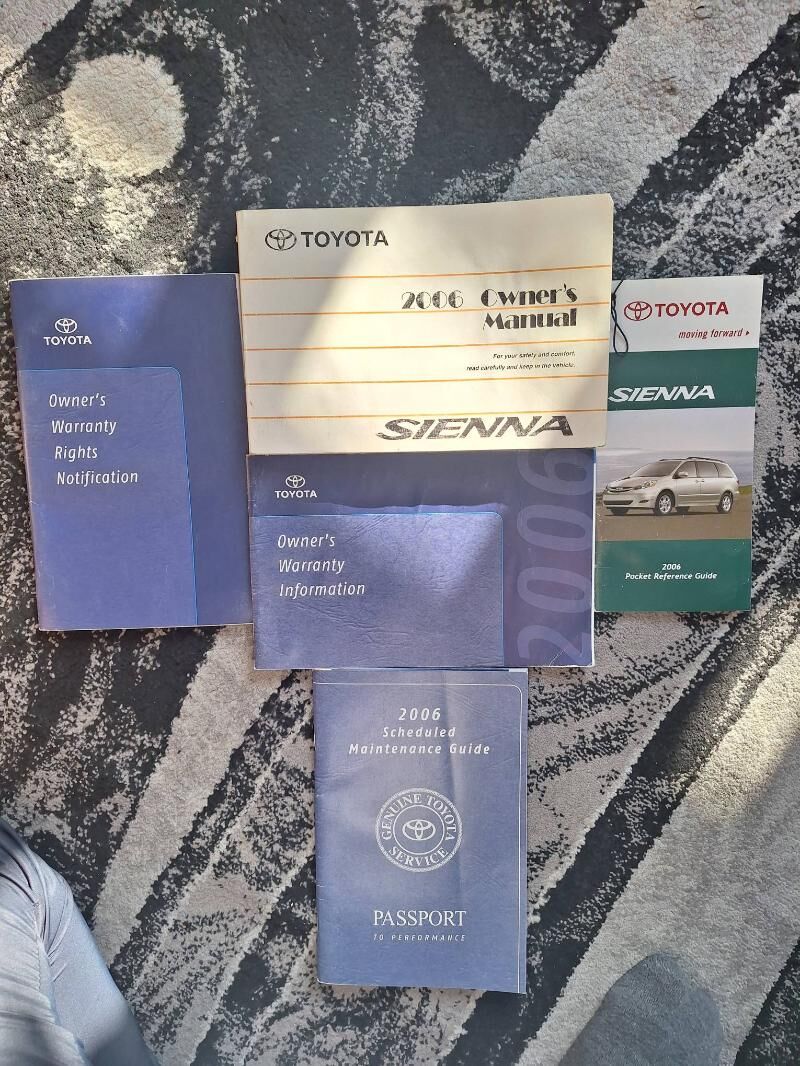 TOYOTA
2006 Owner's
Manual
For your safety and comfort,
read carefully and keep in the vehicle.
SIENNA
TOYOTA
Owner's
Warranty
Rights
Notification
TOYOTA
moving forward
SIENNA
2006
Pocket Reference Guide
TOYOTA
Owner's
Warranty
Information
2006
2006
Scheduled
Maintenance Guide
GENUINE TOYOTA
SERVICE
PASSPORT
TO PERFORMANCE